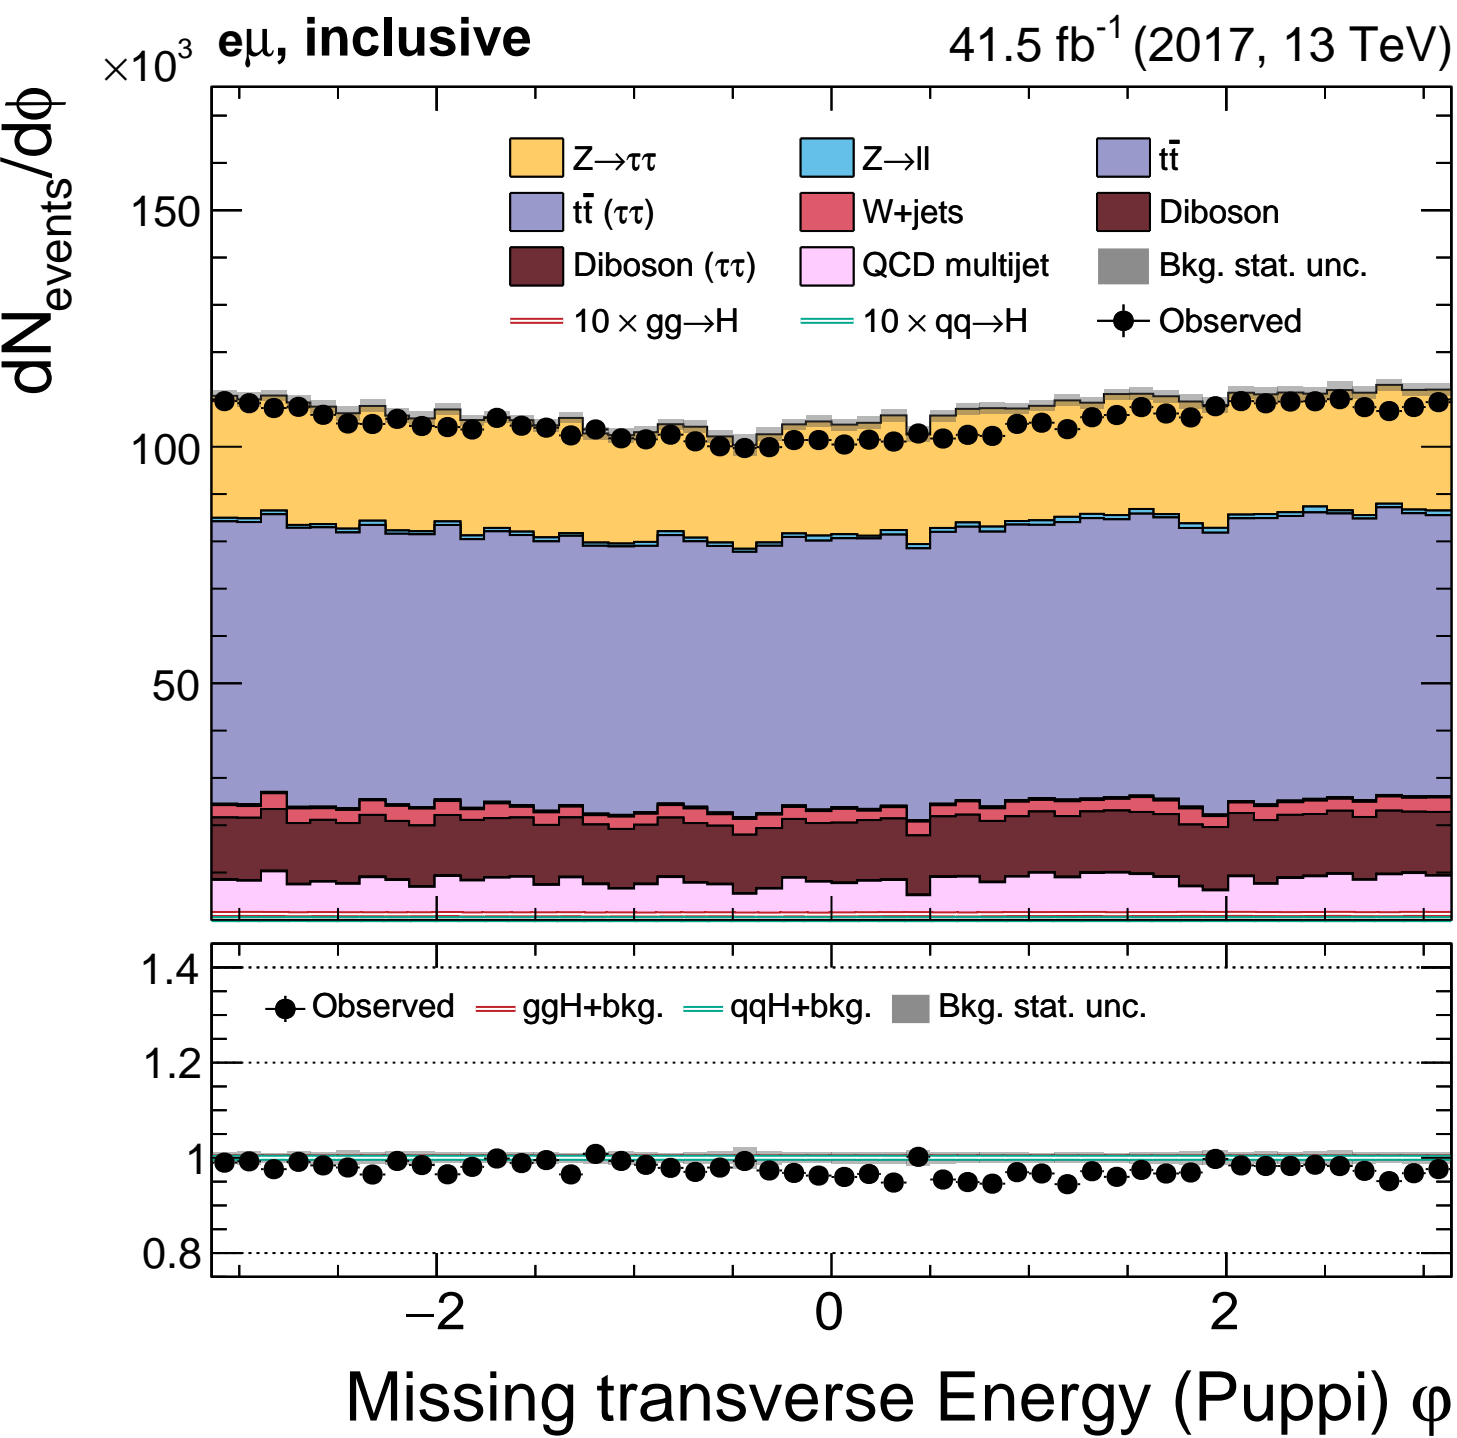 ×10³ eμ, inclusive 41.5 fb⁻¹ (2017, 13 TeV)
dN_events/dϕ
Z→ττ Z→ll tt̄
tt̄ (ττ) W+jets Diboson
Diboson (ττ) QCD multijet Bkg. stat. unc.
10 × gg→H 10 × qq→H Observed
150
100
50
1.4
Observed ggH+bkg. qqH+bkg. Bkg. stat. unc.
1.2
1
0.8
−2 0 2
Missing transverse Energy (Puppi) φ